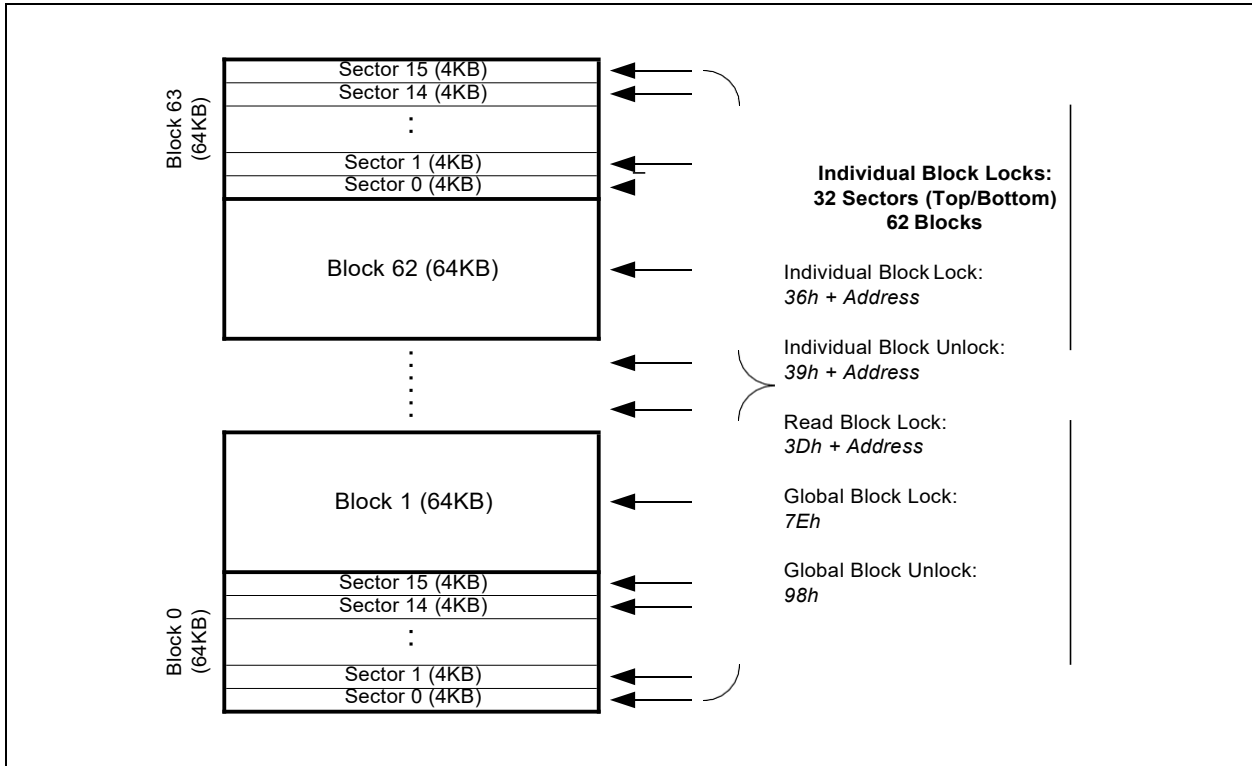 Block 63
(64KB)
Sector 15 (4KB)
Sector 14 (4KB)
:
Sector 1 (4KB)
Sector 0 (4KB)
Block 62 (64KB)
Block 1 (64KB)
Block 0
(64KB)
Sector 15 (4KB)
Sector 14 (4KB)
:
Sector 1 (4KB)
Sector 0 (4KB)
Individual Block Locks:
32 Sectors (Top/Bottom)
62 Blocks
Individual Block Lock:
36h + Address
Individual Block Unlock:
39h + Address
Read Block Lock:
3Dh + Address
Global Block Lock:
7Eh
Global Block Unlock:
98h